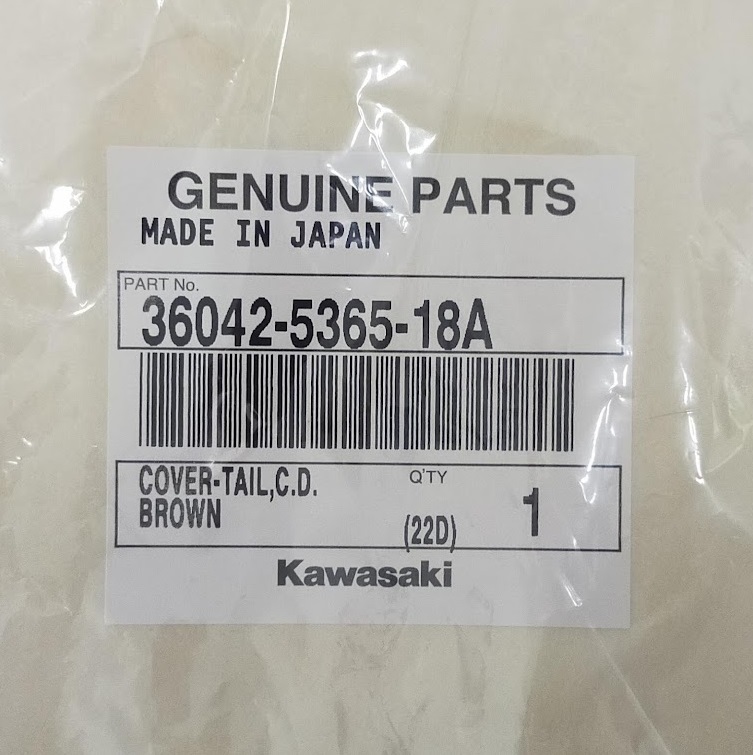 GENUINE PARTS
MADE IN JAPAN
PART No.
36042-5365-18A
COVER-TAIL,C.D.
BROWN
Q'TY
(22D)
1
Kawasaki